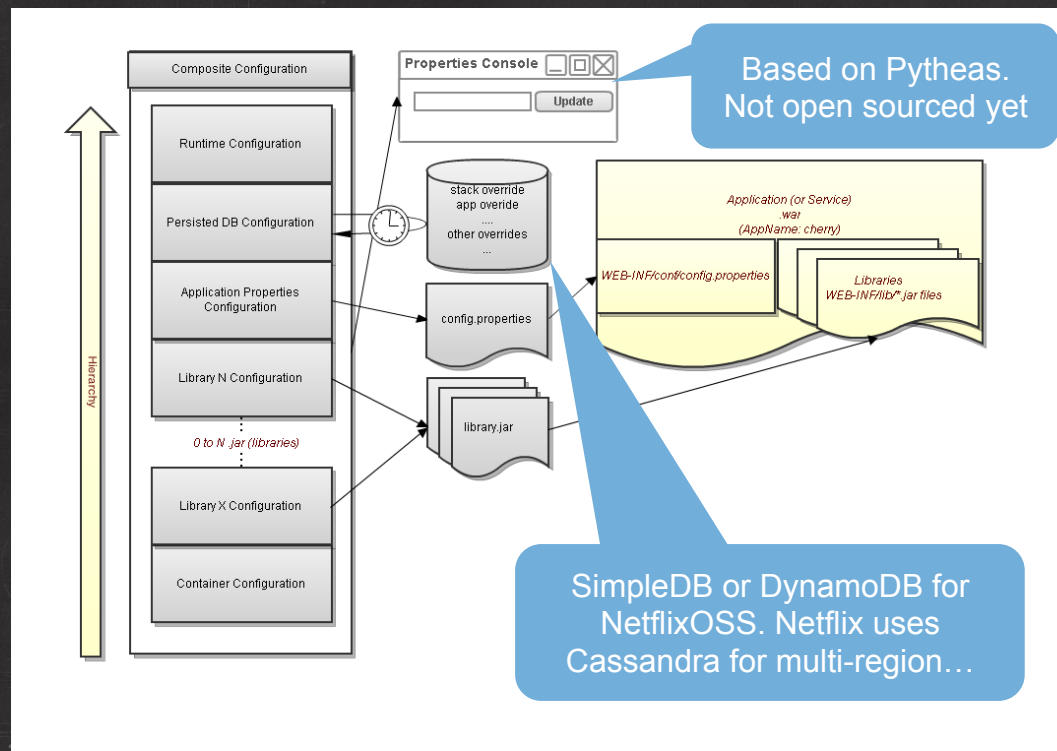 Composite Configuration
Hierarchy
Runtime Configuration
Persisted DB Configuration
Application Properties
Configuration
Library N Configuration
0 to N .jar (libraries)
Library X Configuration
Container Configuration
Properties Console
Update
stack override
app overide
....
other overrides
...
config.properties
library.jar
Based on Pytheas.
Not open sourced yet
Application (or Service)
.war
(AppName: cherry)
WEB-INF/conf/config.properties
Libraries
WEB-INF/lib/*.jar files
SimpleDB or DynamoDB for
NetflixOSS. Netflix uses
Cassandra for multi-region…